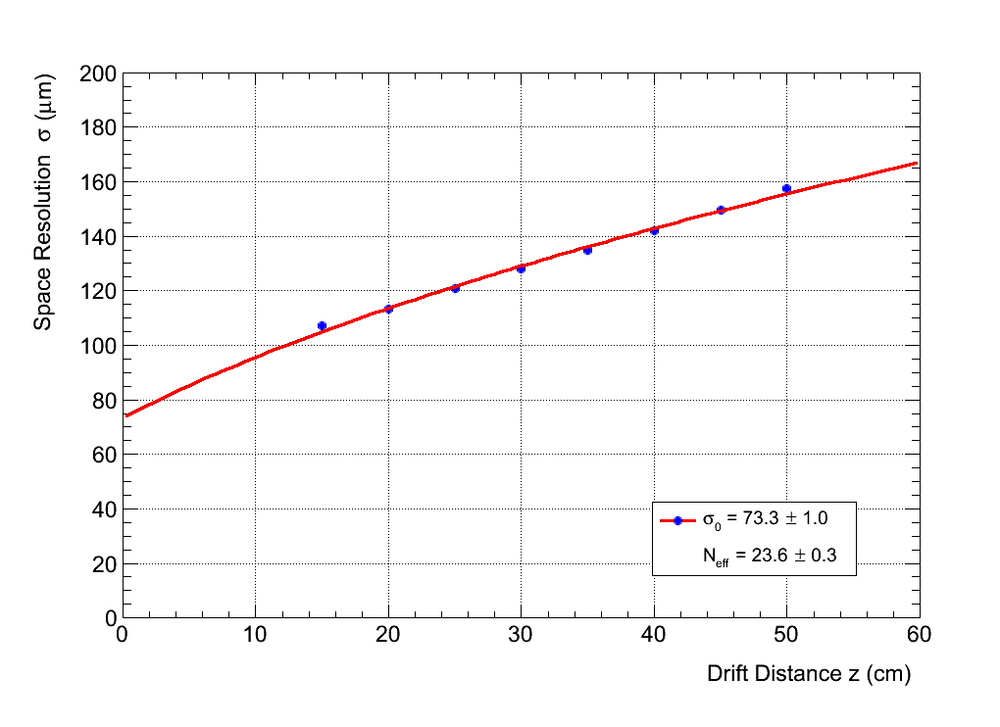 Space Resolution σ (μm)
200
180
160
140
120
100
80
60
40
20
0
0 10 20 30 40 50 60
Drift Distance z (cm)
σ0 = 73.3 ± 1.0
Neff = 23.6 ± 0.3